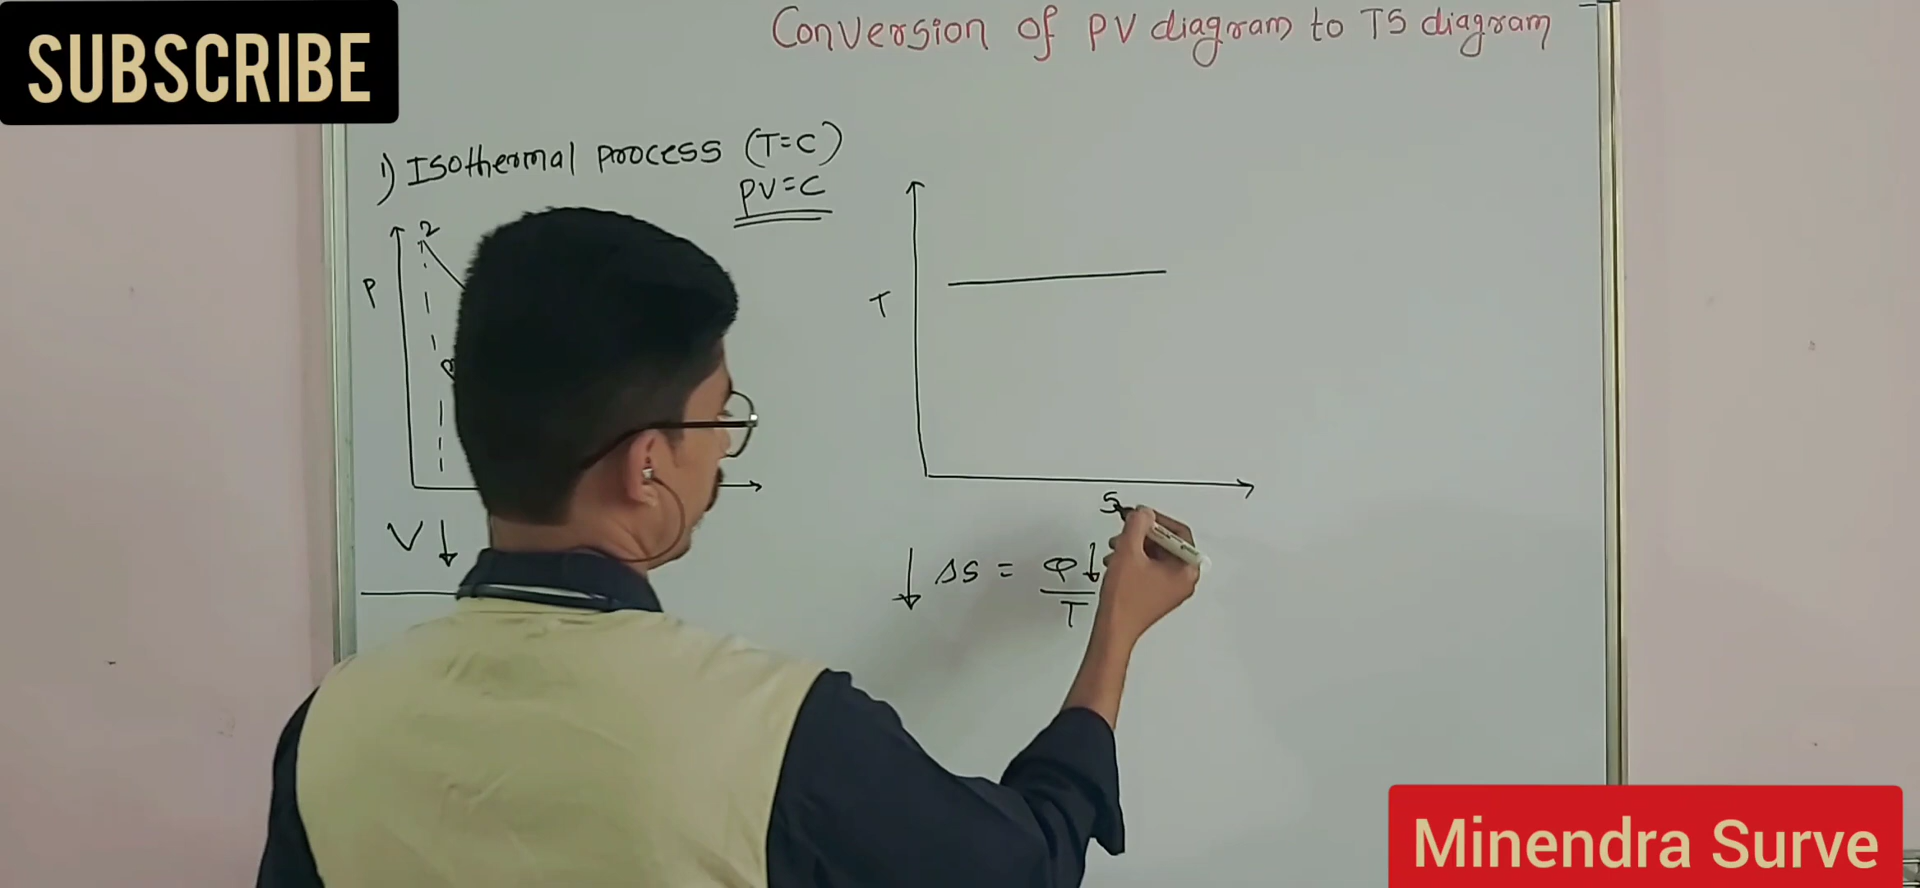 SUBSCRIBE
Conversion of PV diagram to TS diagram
1) Isothermal process (T=C)
PV=C
2
P
T
S
V ↓
↓ ΔS = Q↓
T
Minendra Surve